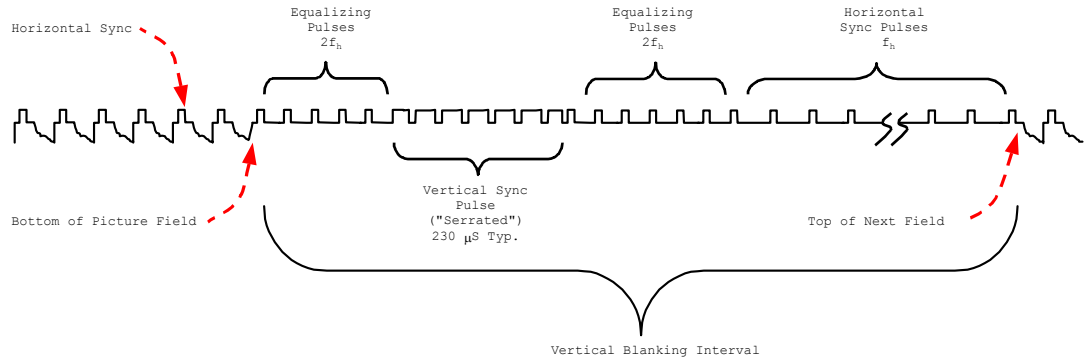 Equalizing
Pulses
2fh
Equalizing
Pulses
2fh
Horizontal
Sync Pulses
fh
Horizontal Sync
Vertical Sync
Pulse
("Serrated")
230 μS Typ.
Bottom of Picture Field
Top of Next Field
Vertical Blanking Interval